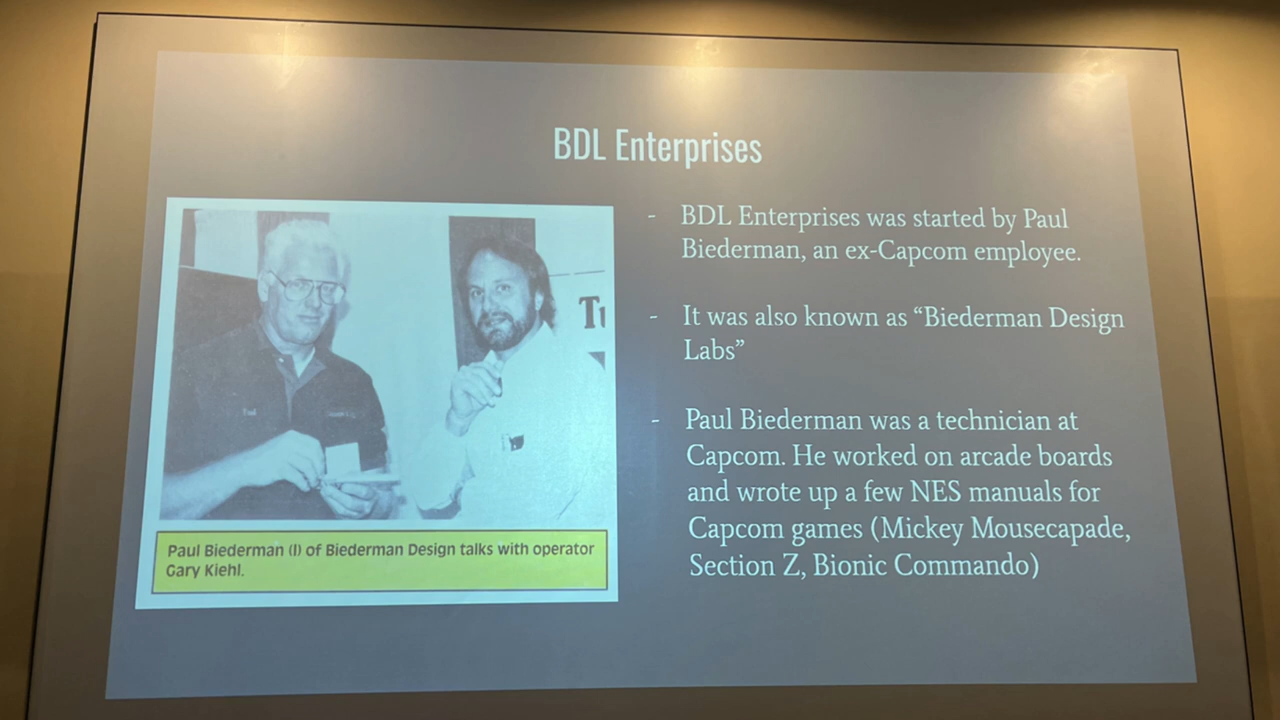 BDL Enterprises
Tu
Paul Biederman (l) of Biederman Design talks with operator
Gary Kiehl.
- BDL Enterprises was started by Paul
Biederman, an ex-Capcom employee.
- It was also known as “Biederman Design
Labs”
- Paul Biederman was a technician at
Capcom. He worked on arcade boards
and wrote up a few NES manuals for
Capcom games (Mickey Mousecapade,
Section Z, Bionic Commando)